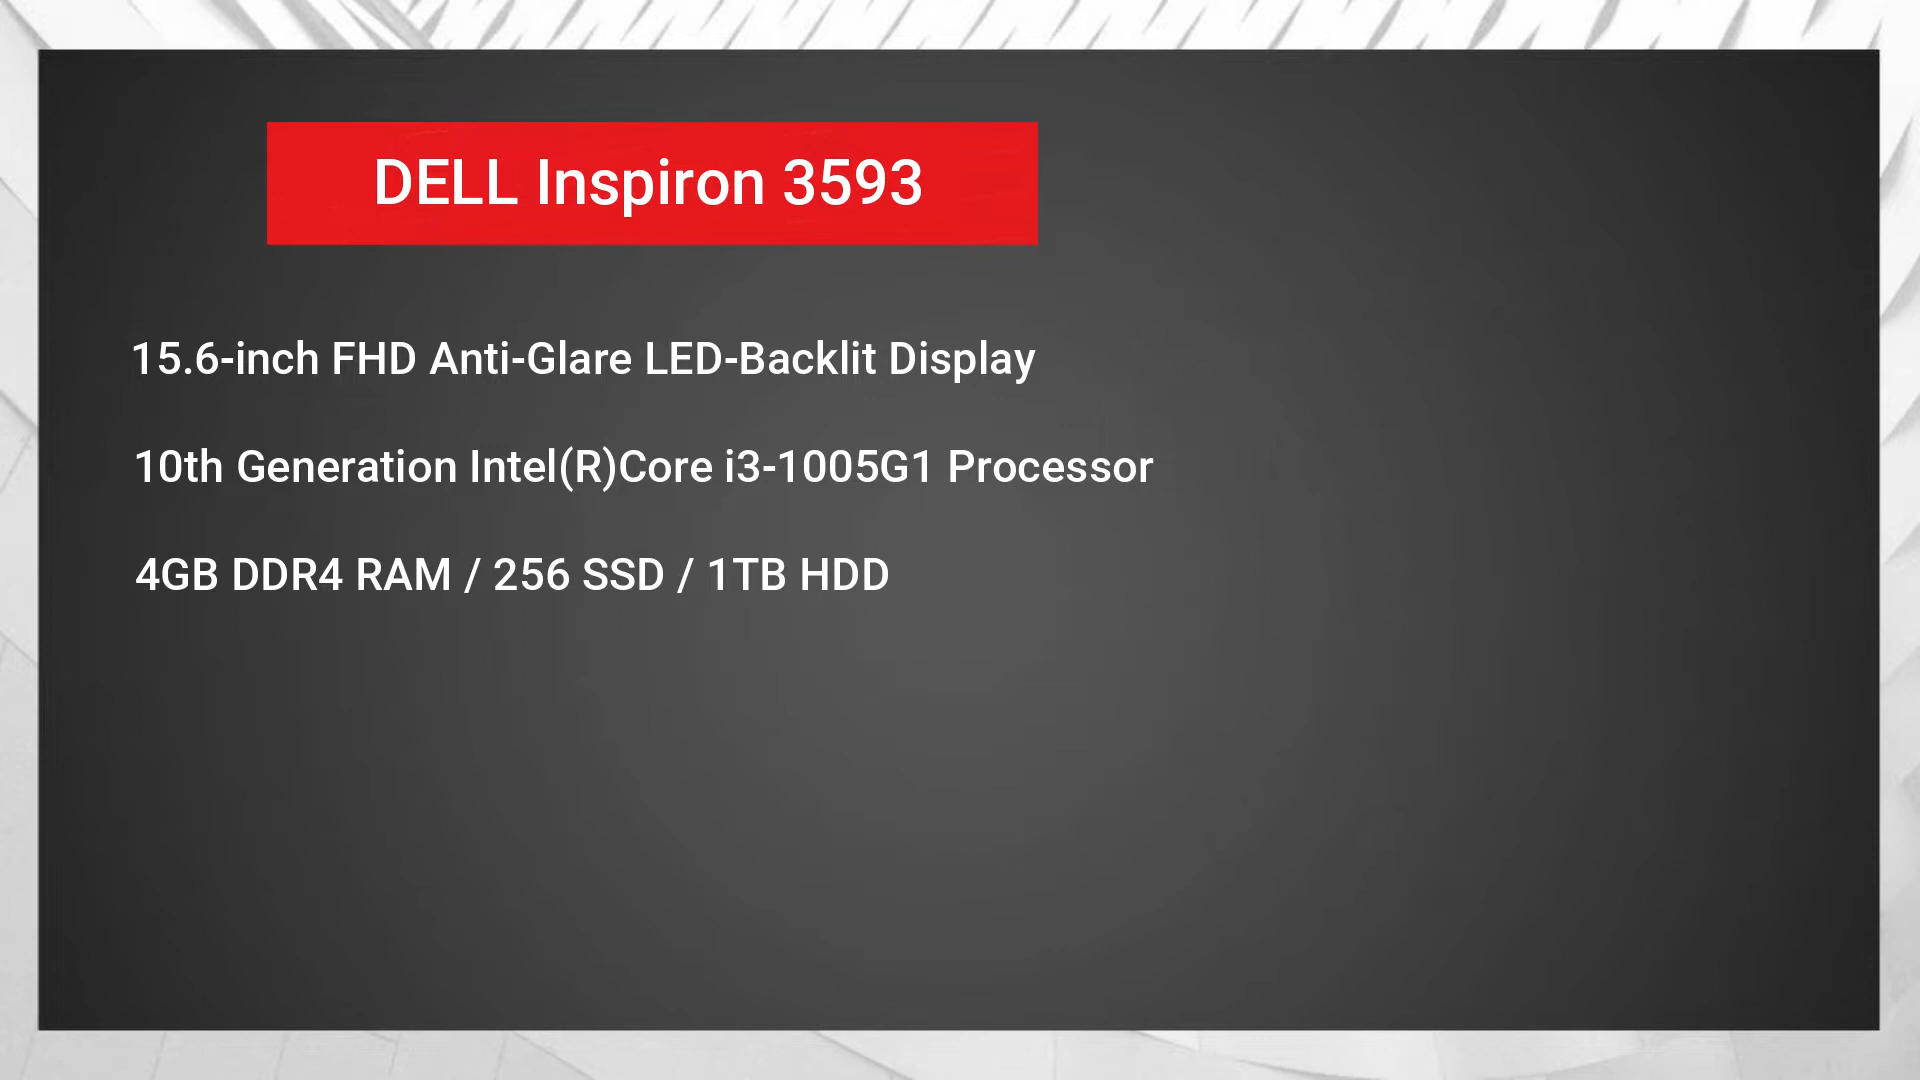 DELL Inspiron 3593
15.6-inch FHD Anti-Glare LED-Backlit Display
10th Generation Intel(R)Core i3-1005G1 Processor
4GB DDR4 RAM / 256 SSD / 1TB HDD